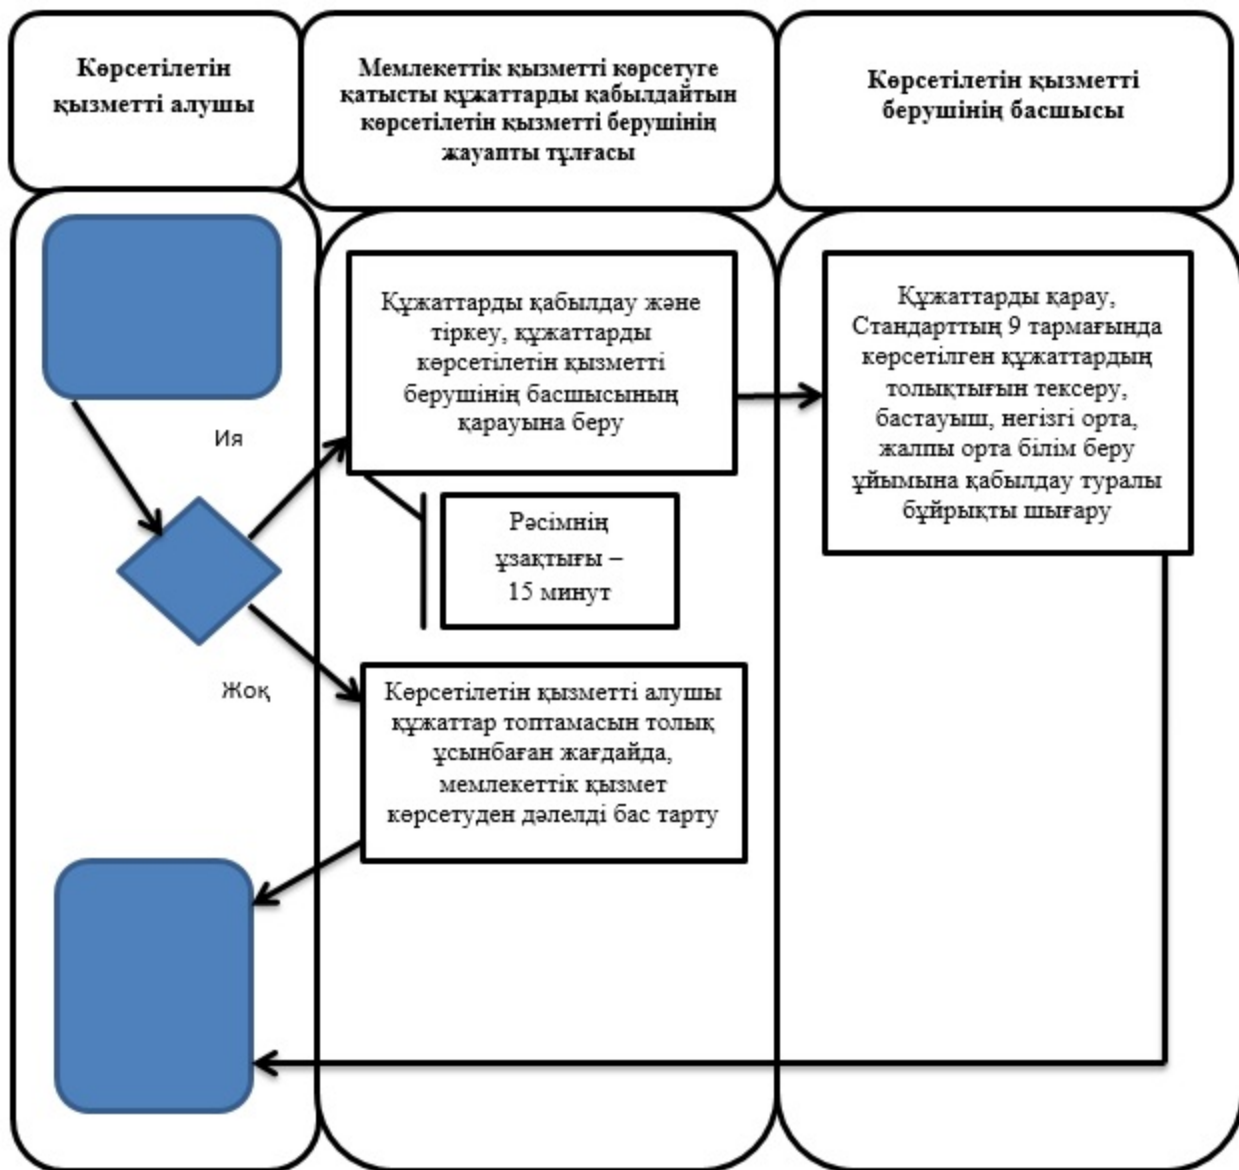 Көрсетілетін
қызметті алушы
Мемлекеттік қызметті көрсетуге
қатысты құжаттарды қабылдайтын
көрсетілетін қызметті берушінің
жауапты тұлғасы
Көрсетілетін қызметті
берушінің басшысы
Құжаттарды қабылдау және
тіркеу, құжаттарды
көрсетілетін қызметті
берушінің басшысының
қарауына беру
Құжаттарды қарау,
Стандарттың 9 тармағында
көрсетілген құжаттардың
толықтығын тексеру,
бастауыш, негізгі орта,
жалпы орта білім беру
ұйымына қабылдау туралы
бұйрықты шығару
Ия
Рәсімнің
ұзақтығы –
15 минут
Жоқ
Көрсетілетін қызметті алушы
құжаттар топтамасын толық
ұсынбаған жағдайда,
мемлекеттік қызмет
көрсетуден дәлелді бас тарту